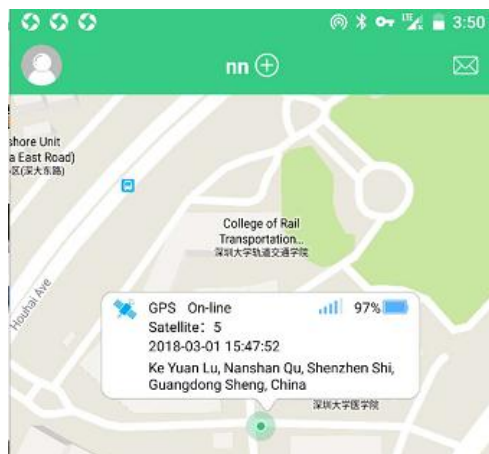 LTE 3:50
nn
shore Unit
a East Road)
区(深大东路)
College of Rail
Transportation...
深圳大学轨道交通学院
Houhai Ave
GPS On-line 97%
Satellite: 5
2018-03-01 15:47:52
Ke Yuan Lu, Nanshan Qu, Shenzhen Shi,
Guangdong Sheng, China
深圳大学医学院